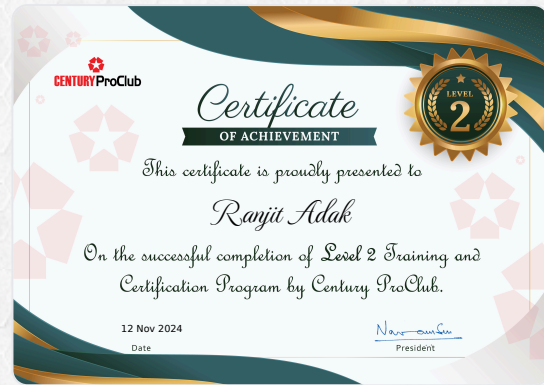 CENTURY ProClub
LEVEL
2
Certificate
OF ACHIEVEMENT
This certificate is proudly presented to
Ranjit Adak
On the successful completion of Level 2 Training and
Certification Program by Century ProClub.
12 Nov 2024
Date
President